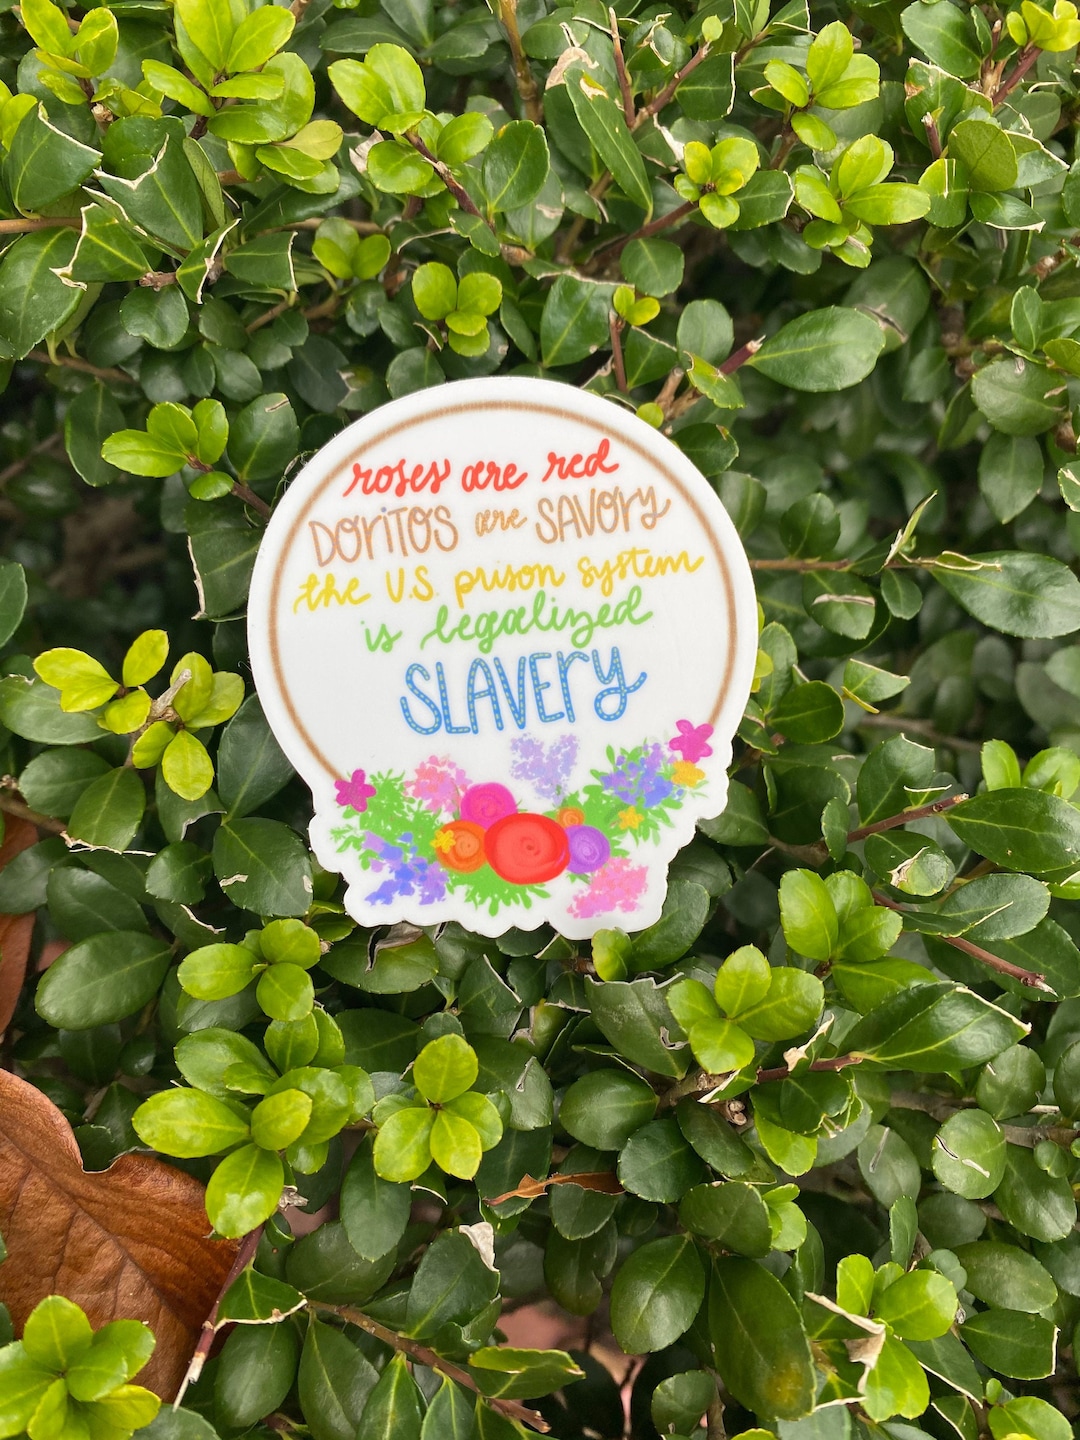 roses are red
DORITOS are SAVORY
the U.S. prison system
is legalized
SLAVERY